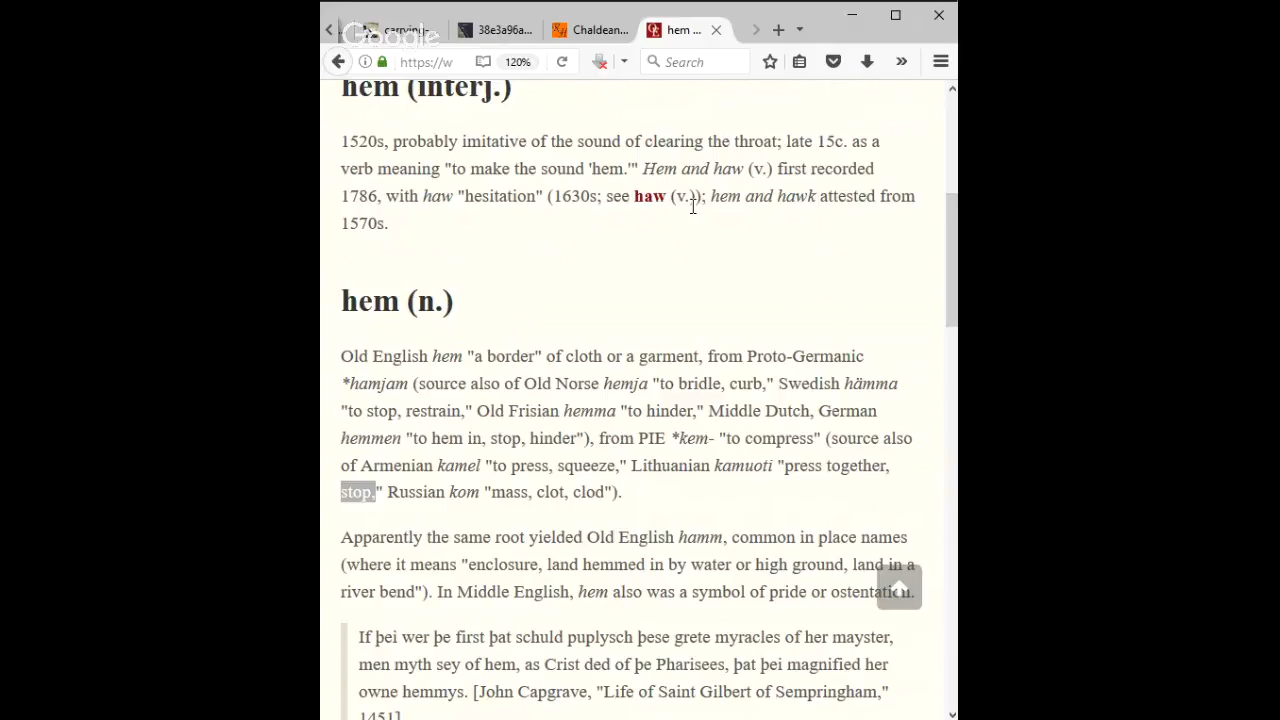 carrying-
38e3a96a...
Chaldean...
hem ...
Google
https://w
120%
Search
hem (interj.)
1520s, probably imitative of the sound of clearing the throat; late 15c. as a
verb meaning "to make the sound 'hem.'" Hem and haw (v.) first recorded
1786, with haw "hesitation" (1630s; see haw (v.)); hem and hawk attested from
1570s.
hem (n.)
Old English hem "a border" of cloth or a garment, from Proto-Germanic
*hamjam (source also of Old Norse hemja "to bridle, curb," Swedish hämma
"to stop, restrain," Old Frisian hemma "to hinder," Middle Dutch, German
hemmen "to hem in, stop, hinder"), from PIE *kem- "to compress" (source also
of Armenian kamel "to press, squeeze," Lithuanian kamuoti "press together,
stop," Russian kom "mass, clot, clod").
Apparently the same root yielded Old English hamm, common in place names
(where it means "enclosure, land hemmed in by water or high ground, land in a
river bend"). In Middle English, hem also was a symbol of pride or ostentation.
If þei wer þe first þat schuld puplysch þese grete myracles of her mayster,
men myth sey of hem, as Crist ded of þe Pharisees, þat þei magnified her
owne hemmys. [John Capgrave, "Life of Saint Gilbert of Sempringham,"
1451]